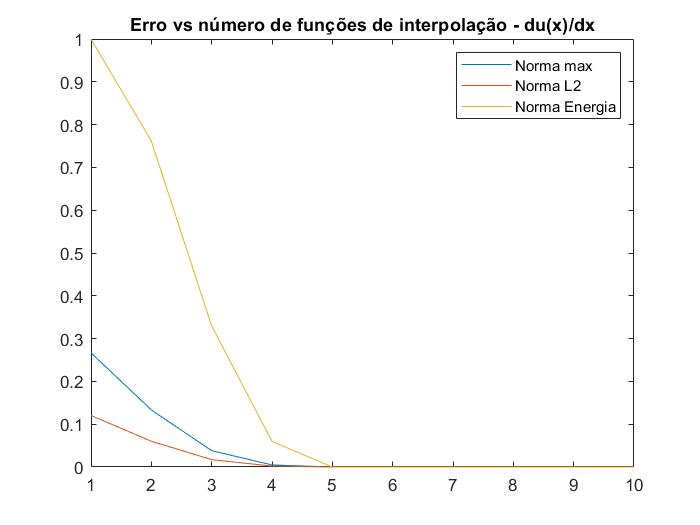 Erro vs número de funções de interpolação - du(x)/dx
Norma max
Norma L2
Norma Energia
1
0.9
0.8
0.7
0.6
0.5
0.4
0.3
0.2
0.1
0
1 2 3 4 5 6 7 8 9 10